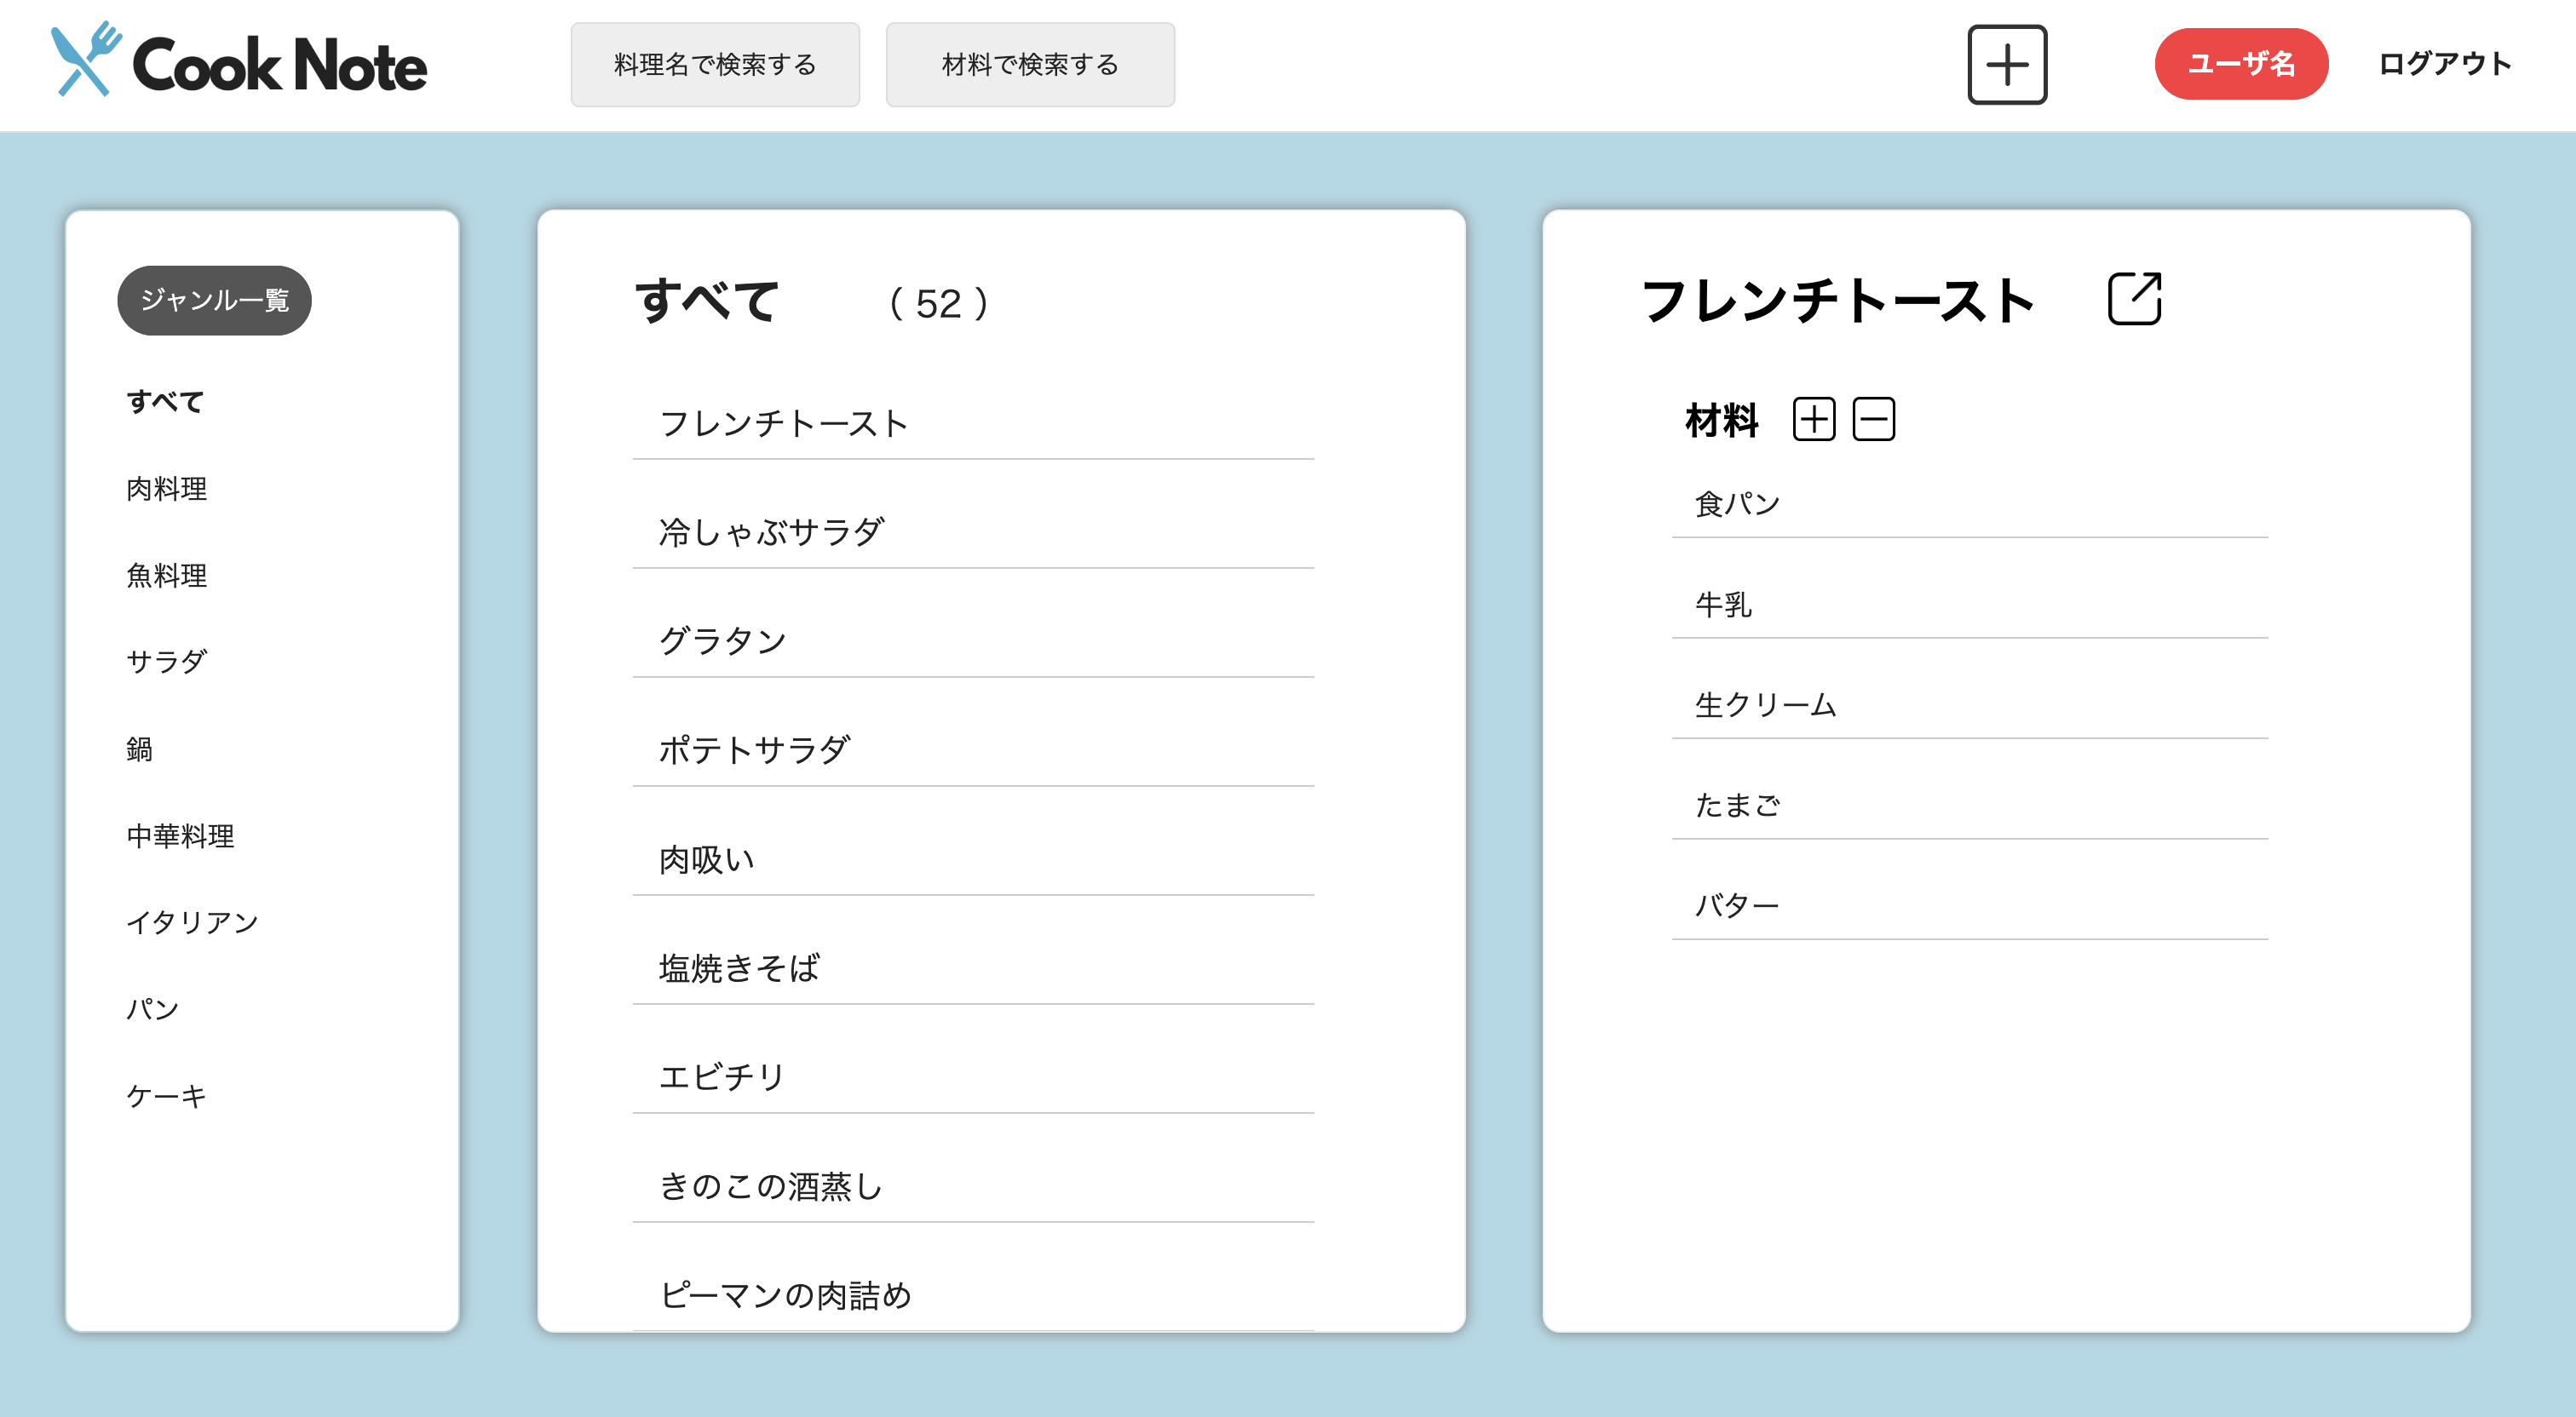 Cook Note
料理名で検索する
材料で検索する
ユーザ名
ログアウト
ジャンル一覧
すべて
肉料理
魚料理
サラダ
鍋
中華料理
イタリアン
パン
ケーキ
すべて （ 52 ）
フレンチトースト
冷しゃぶサラダ
グラタン
ポテトサラダ
肉吸い
塩焼きそば
エビチリ
きのこの酒蒸し
ピーマンの肉詰め
フレンチトースト
材料
食パン
牛乳
生クリーム
たまご
バター